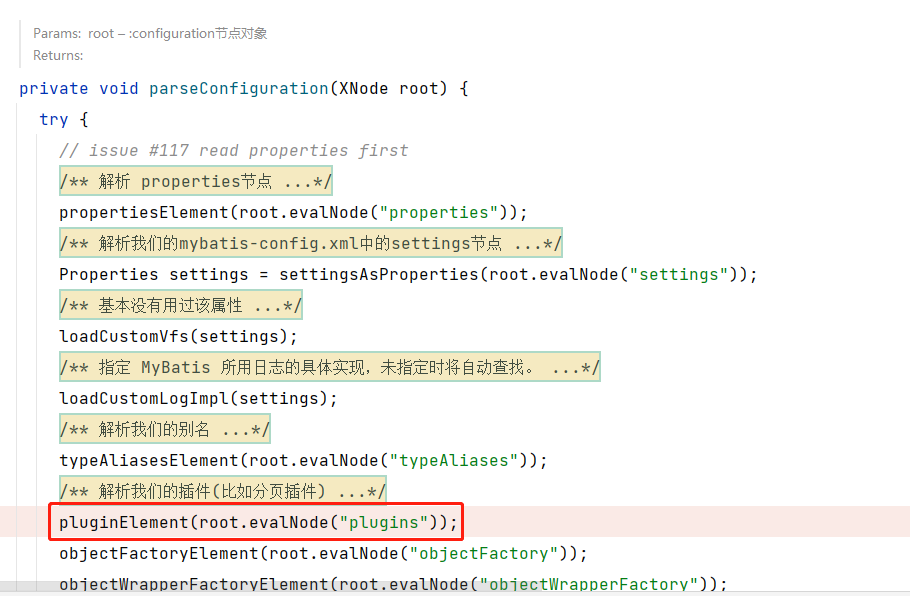 Params: root – :configuration节点对象
Returns:
private void parseConfiguration(XNode root) {
try {
// issue #117 read properties first
/** 解析 properties节点 ...*/
propertiesElement(root.evalNode("properties"));
/** 解析我们的mybatis-config.xml中的settings节点 ...*/
Properties settings = settingsAsProperties(root.evalNode("settings"));
/** 基本没有用过该属性 ...*/
loadCustomVfs(settings);
/** 指定 MyBatis 所用日志的具体实现，未指定时将自动查找。 ...*/
loadCustomLogImpl(settings);
/** 解析我们的别名 ...*/
typeAliasesElement(root.evalNode("typeAliases"));
/** 解析我们的插件(比如分页插件) ...*/
pluginElement(root.evalNode("plugins"));
objectFactoryElement(root.evalNode("objectFactory"));
objectWrapperFactoryElement(root.evalNode("objectWrapperFactory"));